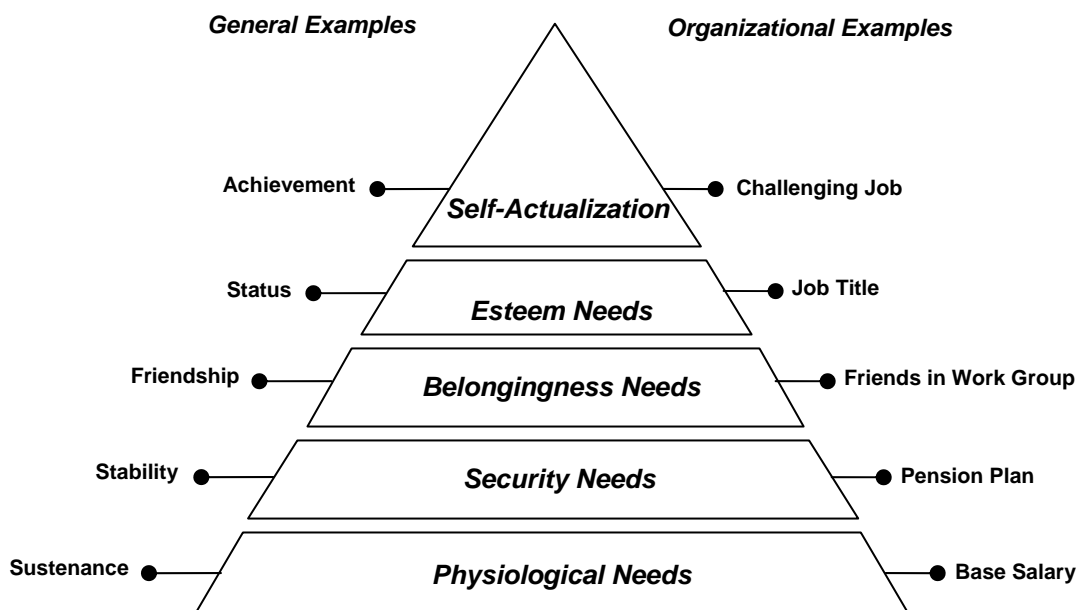 General Examples
Organizational Examples
Achievement
Challenging Job
Self-Actualization
Status
Job Title
Esteem Needs
Friendship
Belongingness Needs
Friends in Work Group
Stability
Security Needs
Pension Plan
Sustenance
Physiological Needs
Base Salary